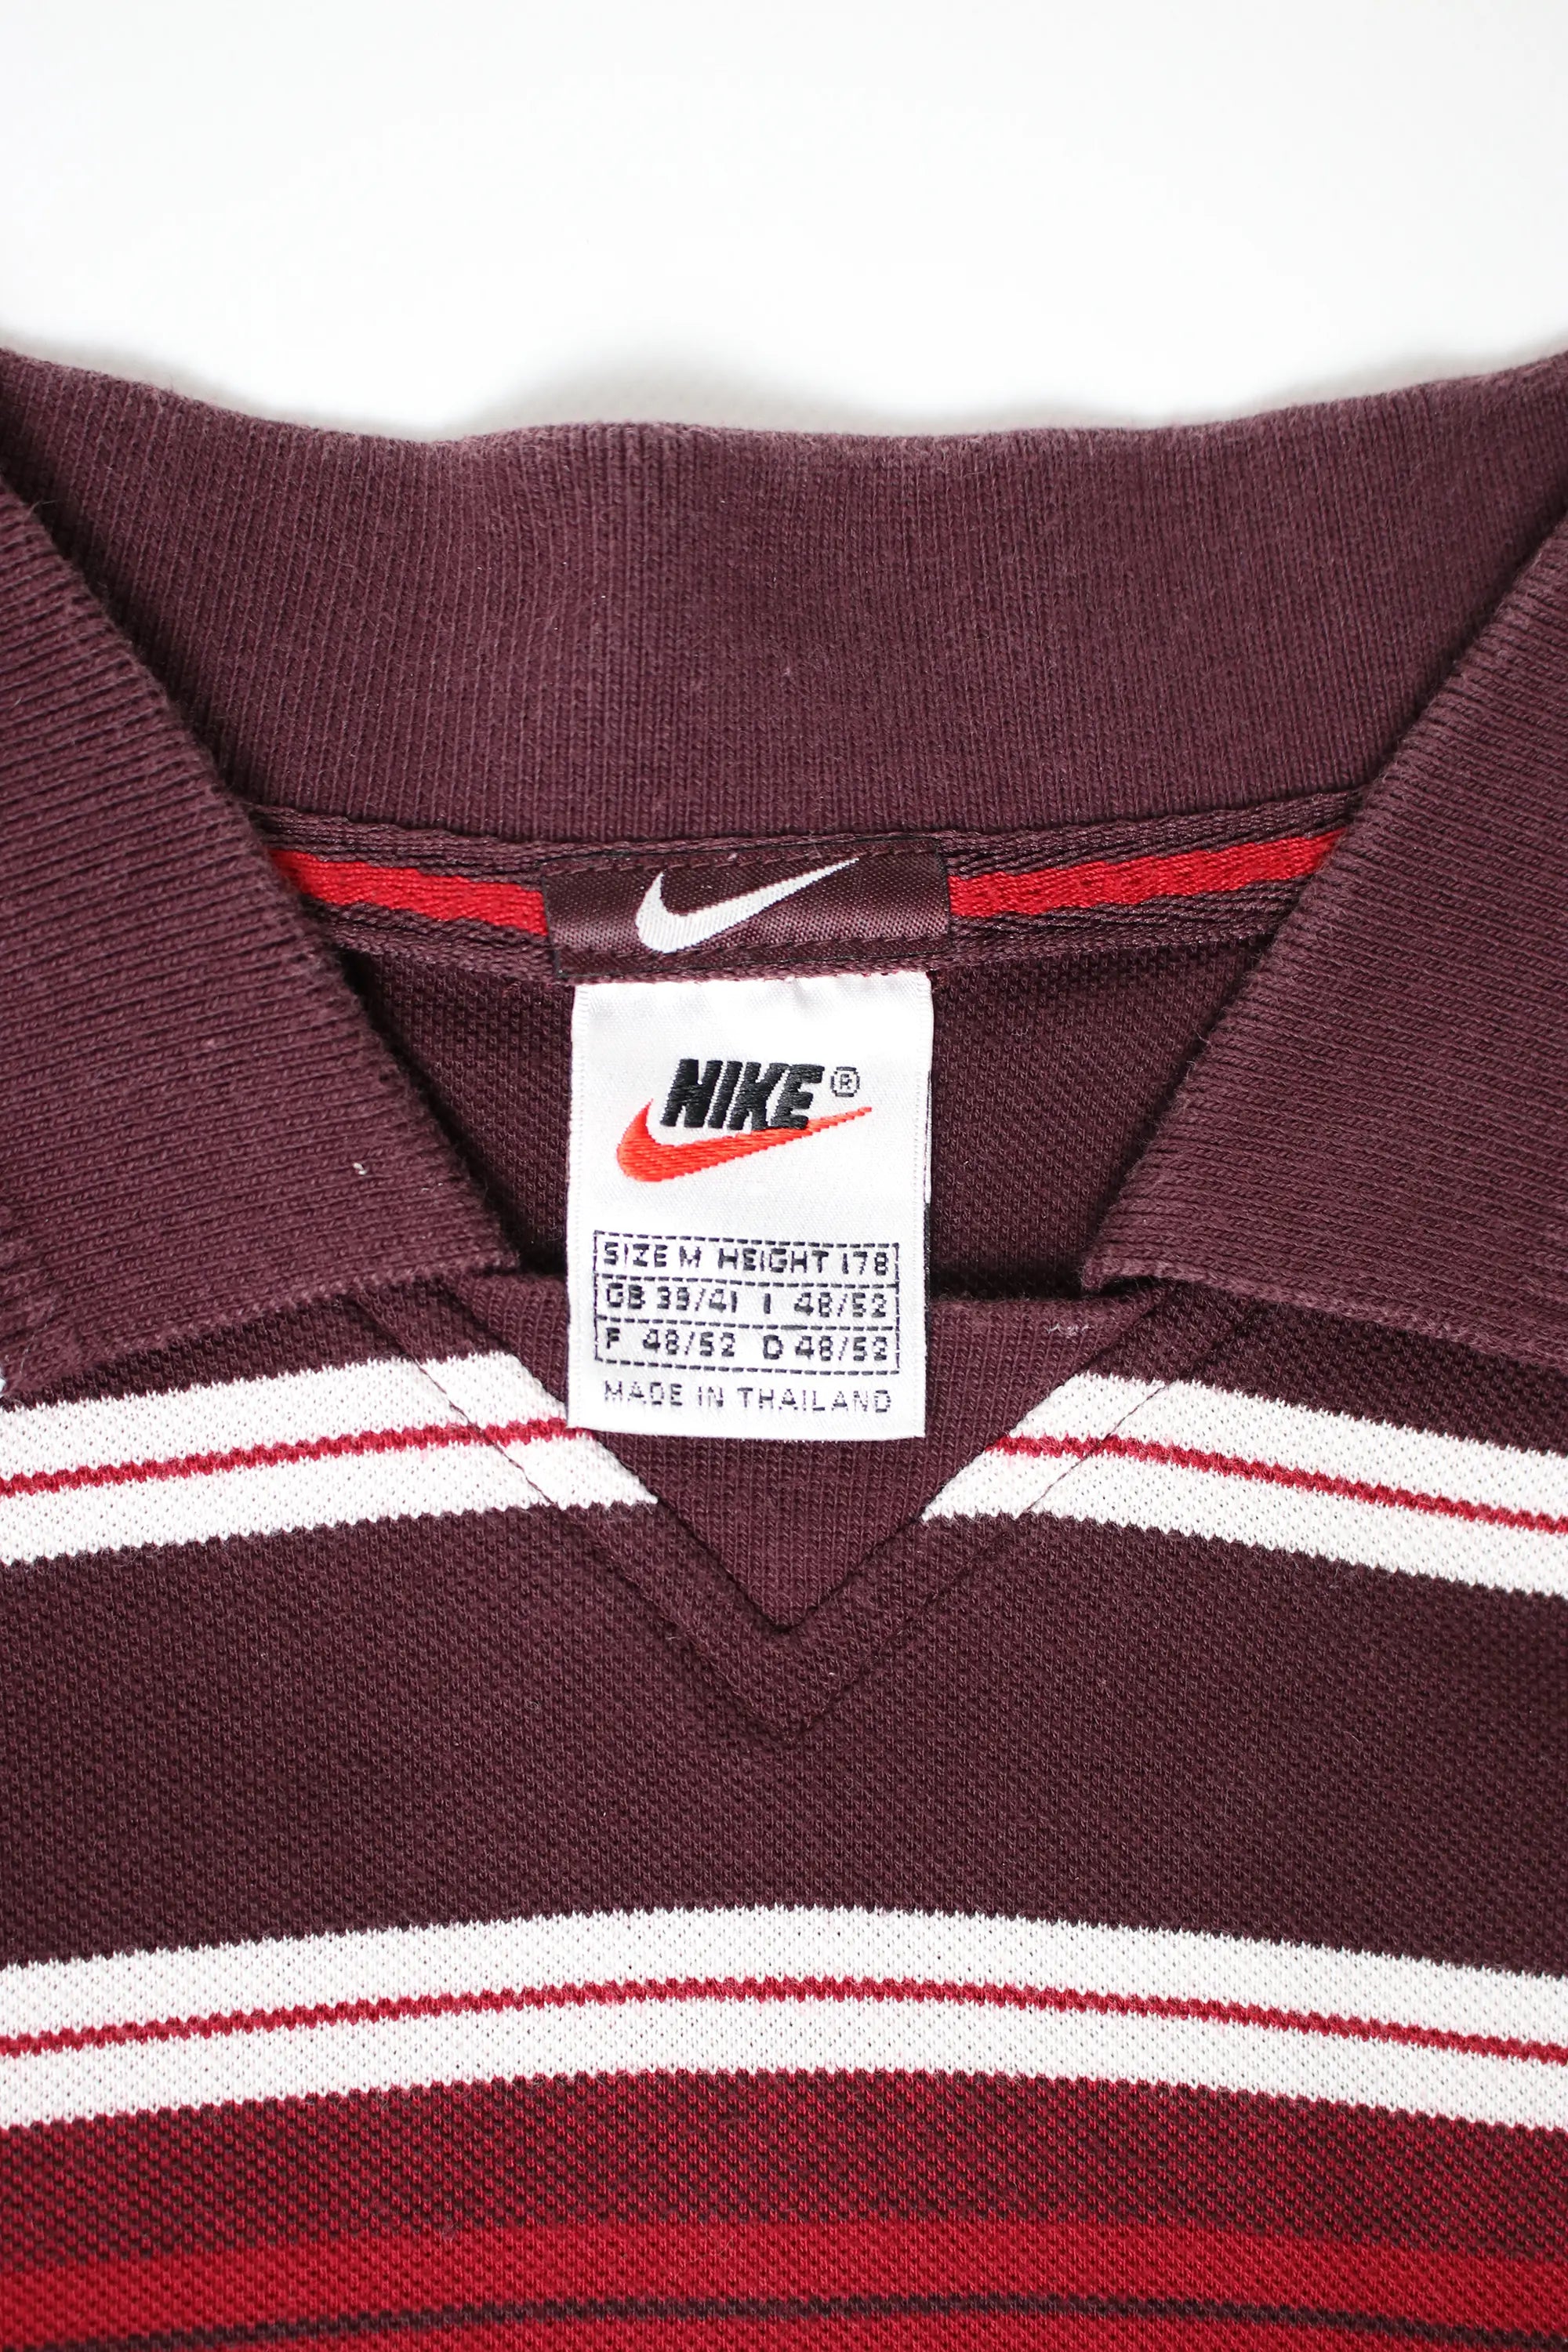 NIKE®
SIZE M HEIGHT 178
GB 39/41 I 48/52
F 48/52 D 48/52
MADE IN THAILAND